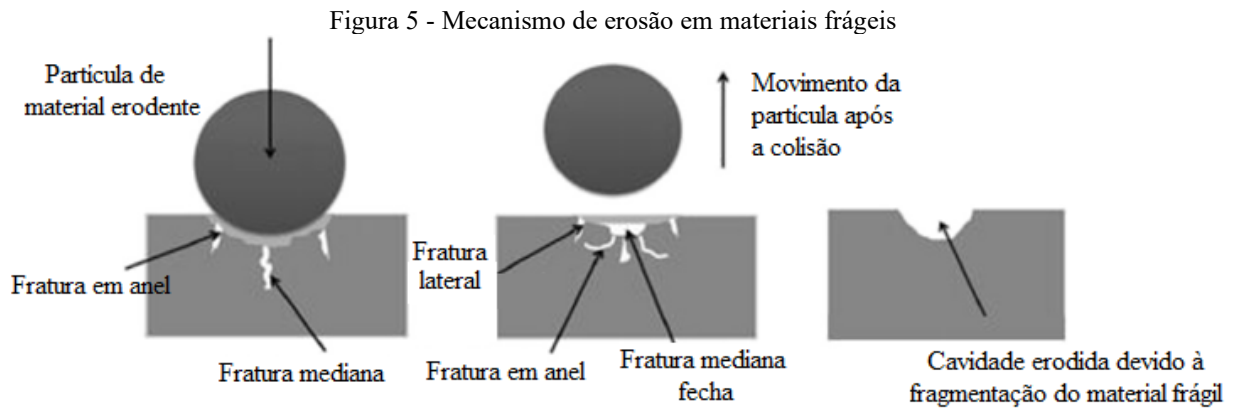 Figura 5 - Mecanismo de erosão em materiais frágeis
Partícula de
material erodente
Fratura em anel
Fratura mediana
Movimento da
partícula após
a colisão
Fratura
lateral
Fratura em anel
Fratura mediana
fecha
Cavidade erodida devido à
fragmentação do material frágil